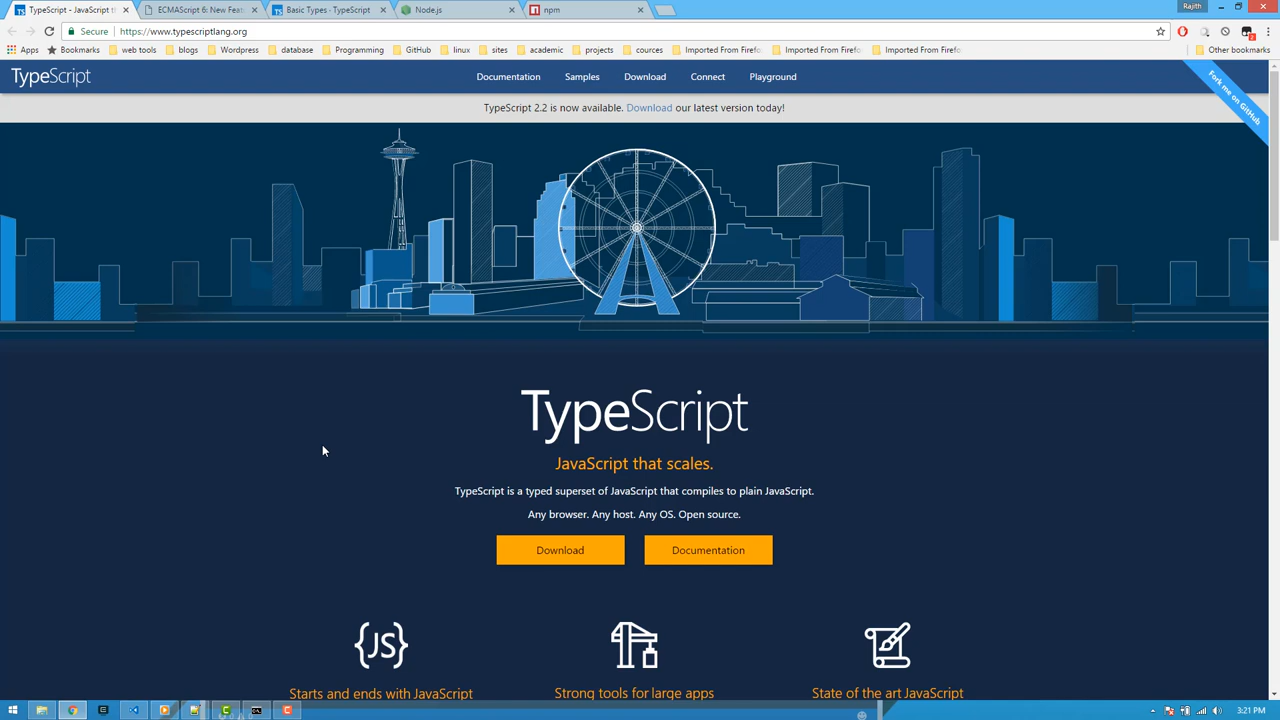 TypeScript - JavaScript th
ECMAScript 6: New Feat
Basic Types - TypeScript
Node.js
npm
Rajith
Secure
https://www.typescriptlang.org
Apps
Bookmarks
web tools
blogs
Wordpress
database
Programming
GitHub
linux
sites
academic
projects
cources
Imported From Firefo
Imported From Firefo
Imported From Firefo
Other bookmarks
TypeScript
Documentation
Samples
Download
Connect
Playground
Fork me on GitHub
TypeScript 2.2 is now available. Download our latest version today!
TypeScript
JavaScript that scales.
TypeScript is a typed superset of JavaScript that compiles to plain JavaScript.
Any browser. Any host. Any OS. Open source.
Download
Documentation
{JS}
Starts and ends with JavaScript
Strong tools for large apps
State of the art JavaScript
3:21 PM